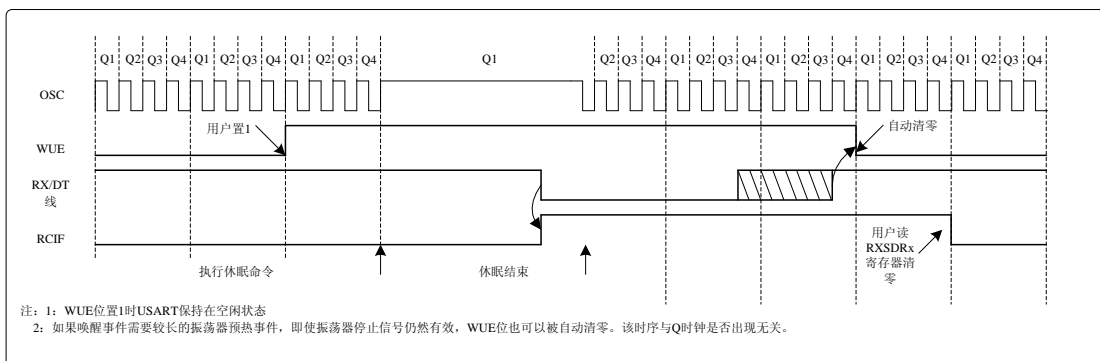 Q1 Q2 Q3 Q4 Q1 Q2 Q3 Q4 Q1 Q2 Q3 Q4 Q1 Q2 Q3 Q4 Q1 Q2 Q3 Q4 Q1 Q2 Q3 Q4 Q1 Q2 Q3 Q4 Q1 Q2 Q3 Q4
OSC
用户置1
自动清零
WUE
RX/DT
线
RCIF
用户读
RXSDRx
寄存器清
零
执行休眠命令
休眠结束
注：1：WUE位置1时USART保持在空闲状态
2：如果唤醒事件需要较长的振荡器预热事件，即使振荡器停止信号仍然有效，WUE位也可以被自动清零。该时序与Q时钟是否出现无关。